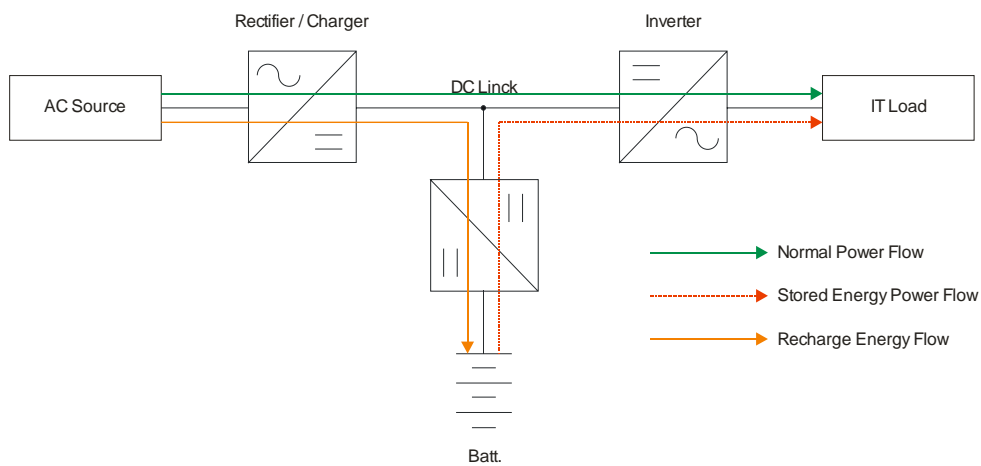 Rectifier / Charger
Inverter
AC Source
DC Linck
IT Load
Normal Power Flow
Stored Energy Power Flow
Recharge Energy Flow
Batt.